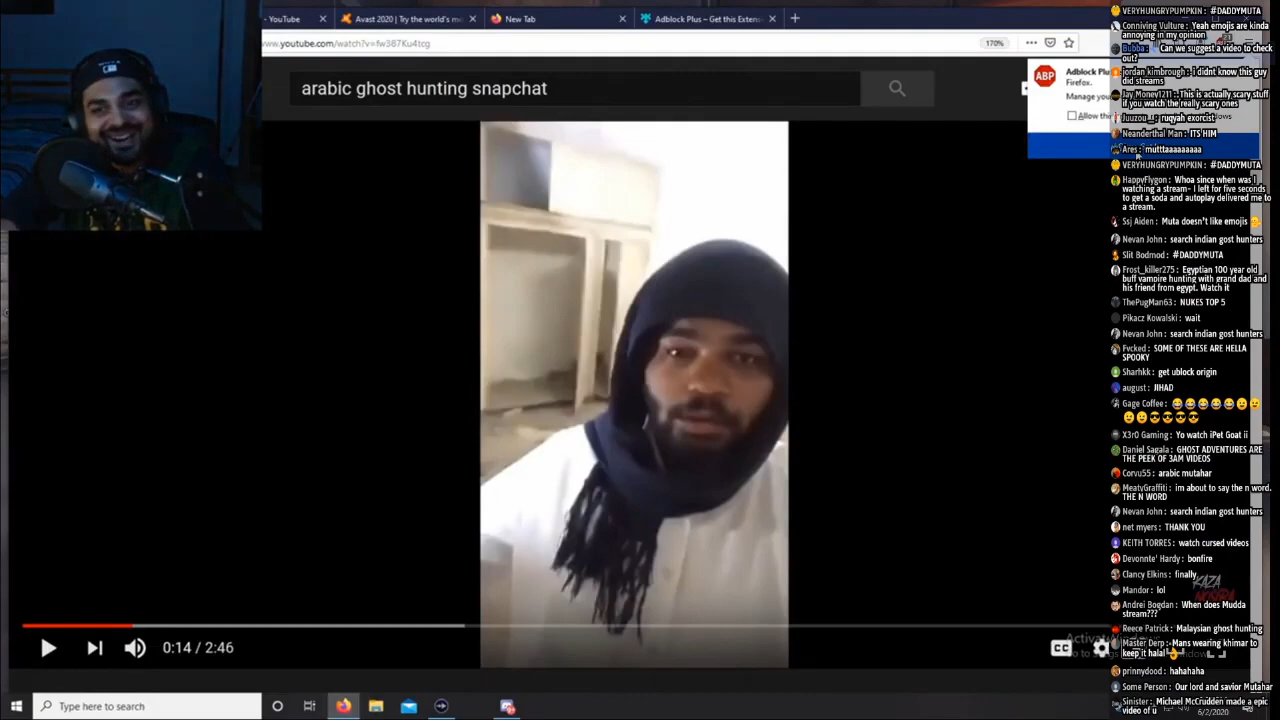 - YouTube
Avast 2020 | Try the world's mo
New Tab
Adblock Plus – Get this Exten
www.youtube.com/watch?v=fw387Ku4tcg
170%
arabic ghost hunting snapchat
ABP
Adblock Plu
Firefox.
Manage your
Allow thi
0:14 / 2:46
CC
Type here to search
6/2/2020
VERYHUNGRYPUMPKIN : #DADDYMUTA
Conniving Vulture : Yeah emojis are kinda
annoying in my opinion
Bubba : Can we suggest a video to check
out?
jordan kimbrough : i didnt know this guy
did streams
Jay Money1211 : This is actually scary stuff
if you watch the really scary ones
Juuzou_ : ruqyah exorcist
Neanderthal Man : ITS HIM
Ares : mutttaaaaaaaaa
VERYHUNGRYPUMPKIN : #DADDYMUTA
HappyFlygon : Whoa since when was I
watching a stream- I left for five seconds
to get a soda and autoplay delivered me to
a stream.
Ssj Aiden : Muta doesn't like emojis
Nevan John : search indian gost hunters
Slit Bodmod : #DADDYMUTA
Frost_killer275 : Egyptian 100 year old
buff vamoire hunting with grand dad and
his friend from egypt. Watch it
ThePugMan63 : NUKES TOP 5
Pikacz Kowalski : wait
Nevan John : search indian gost hunters
Fvcked : SOME OF THESE ARE HELLA
SPOOKY
Sharhkk : get ublock origin
august : JIHAD
Gage Coffee : 😂😂😂😂😂😐😐
😐😐😎😎😎😎
X3r0 Gaming : Yo watch iPet Goat ii
Daniel Sagala : GHOST ADVENTURES ARE
THE PEEK OF 3AM VIDEOS
Corvu55 : arabic mutahar
MeatyGraffiti : im about to say the n word.
THE N WORD
Nevan John : search indian gost hunters
net myers : THANK YOU
KEITH TORRES : watch cursed videos
Devonnte' Hardy : bonfire
Clancy Elkins : finally
Mandor : lol
Andrei Bogdan : When does Mudda
stream???
Reece Patrick : Malaysian ghost hunting
Master Derp : Mans wearing khimar to
keep it halal 👌
prinnydood : hahahaha
Some Person : Our lord and savior Mutahar
Sinister : Michael McCrudden made a epic
video of u